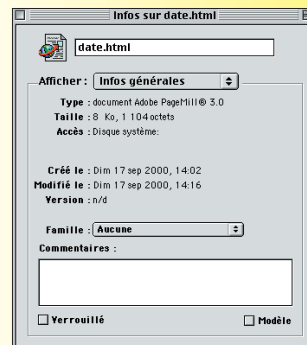 Infos sur date.html
date.html
Afficher : Infos générales
Type : document Adobe PageMill® 3.0
Taille : 8 Ko, 1 104 octets
Accès : Disque système:
Créé le : Dim 17 sep 2000, 14:02
Modifié le : Dim 17 sep 2000, 14:16
Version : n/d
Famille : Aucune
Commentaires :
Verrouillé Modèle